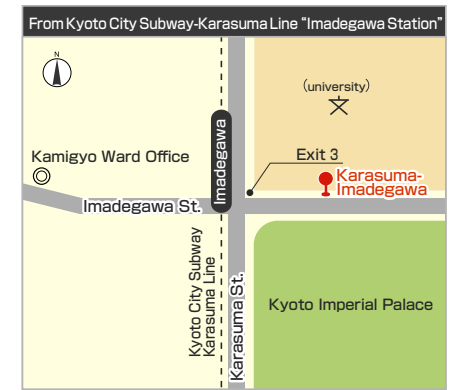 From Kyoto City Subway-Karasuma Line “Imadegawa Station”
N
(university)
文
Kamigyo Ward Office
Imadegawa
Exit 3
Karasuma-
Imadegawa
Imadegawa St.
Kyoto City Subway
Karasuma Line
Karasuma St.
Kyoto Imperial Palace